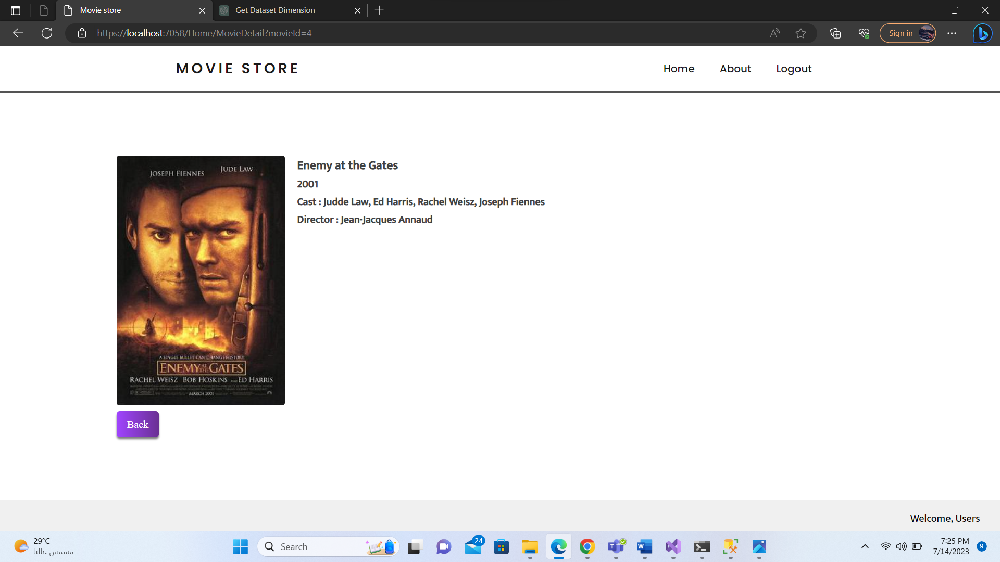 Movie store
Get Dataset Dimension
https://localhost:7058/Home/MovieDetail?movieId=4
Sign in
MOVIE STORE
Home
About
Logout
JOSEPH FIENNES
JUDE LAW
A SINGLE BULLET CAN CHANGE HISTORY
ENEMY AT THE GATES
RACHEL WEISZ BOB HOSKINS AND ED HARRIS
MARCH 2001
Enemy at the Gates
2001
Cast : Judde Law, Ed Harris, Rachel Weisz, Joseph Fiennes
Director : Jean-Jacques Annaud
Back
Welcome, Users
29°C
مشمس غالبًا
Search
24
7:25 PM
7/14/2023
9